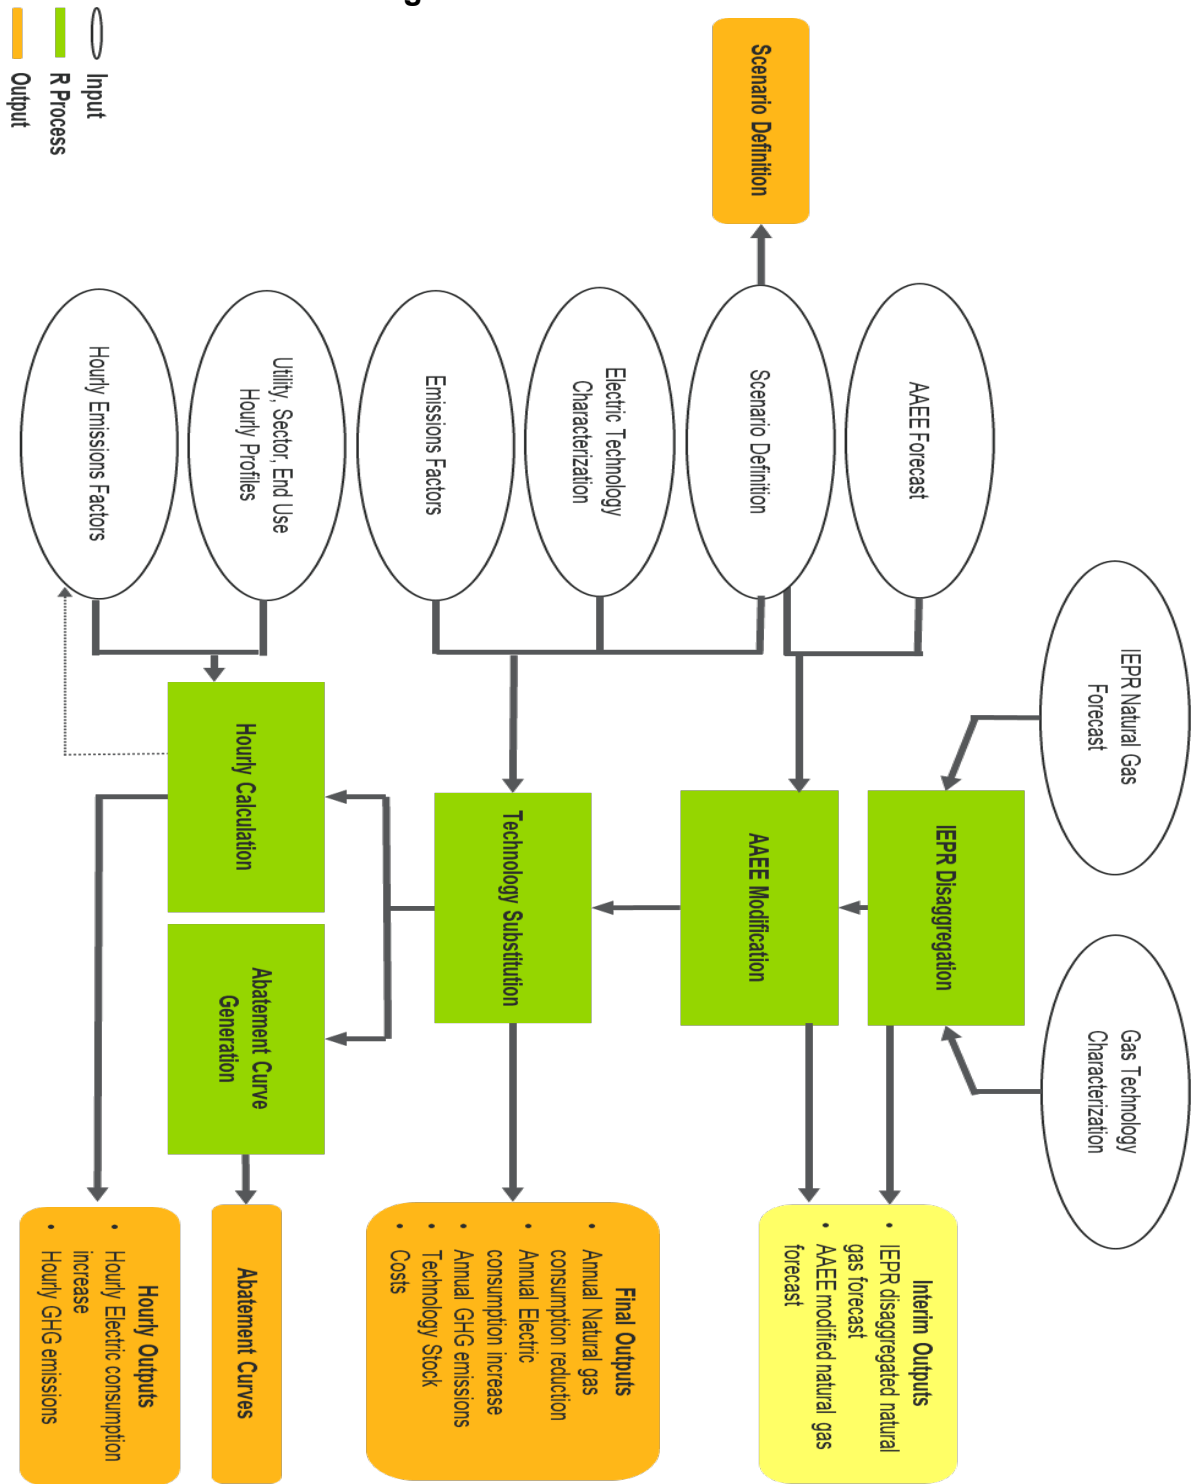 IEPR Natural Gas
Forecast
Gas Technology
Characterization
AAEE Forecast
IEPR Disaggregation
Interim Outputs
• IEPR disaggregated natural
gas forecast
• AAEE modified natural gas
forecast
Scenario Definition
Scenario Definition
AAEE Modification
Electric Technology
Characterization
Emissions Factors
Technology Substitution
Final Outputs
• Annual Natural gas
consumption reduction
• Annual Electric
consumption increase
• Annual GHG emissions
• Technology Stock
• Costs
Utility, Sector, End Use
Hourly Profiles
Hourly Emissions Factors
Hourly Calculation
Abatement Curve
Generation
Abatement Curves
Hourly Outputs
• Hourly Electric consumption
increase
• Hourly GHG emissions
Input
R Process
Output